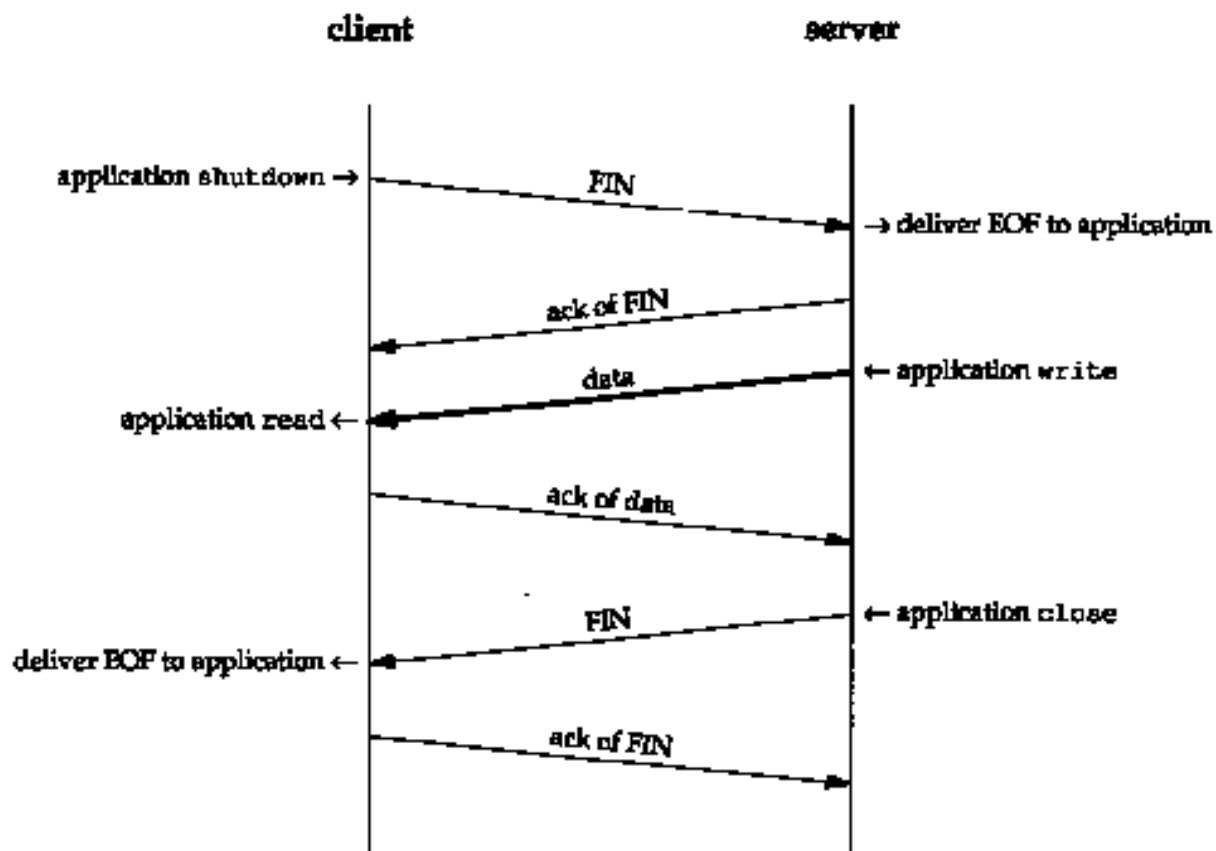 client
server
application shutdown →
FIN
→ deliver EOF to application
ack of FIN
data
← application write
application read ←
ack of data
FIN
← application close
deliver EOF to application ←
ack of FIN